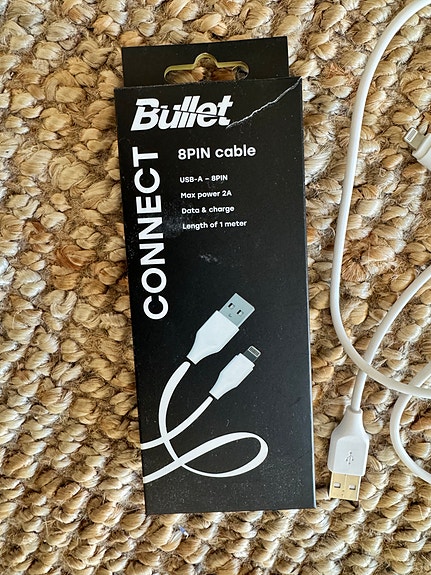 Bullet
CONNECT
8PIN cable
USB-A – 8PIN
Max power 2A
Data & charge
Length of 1 meter